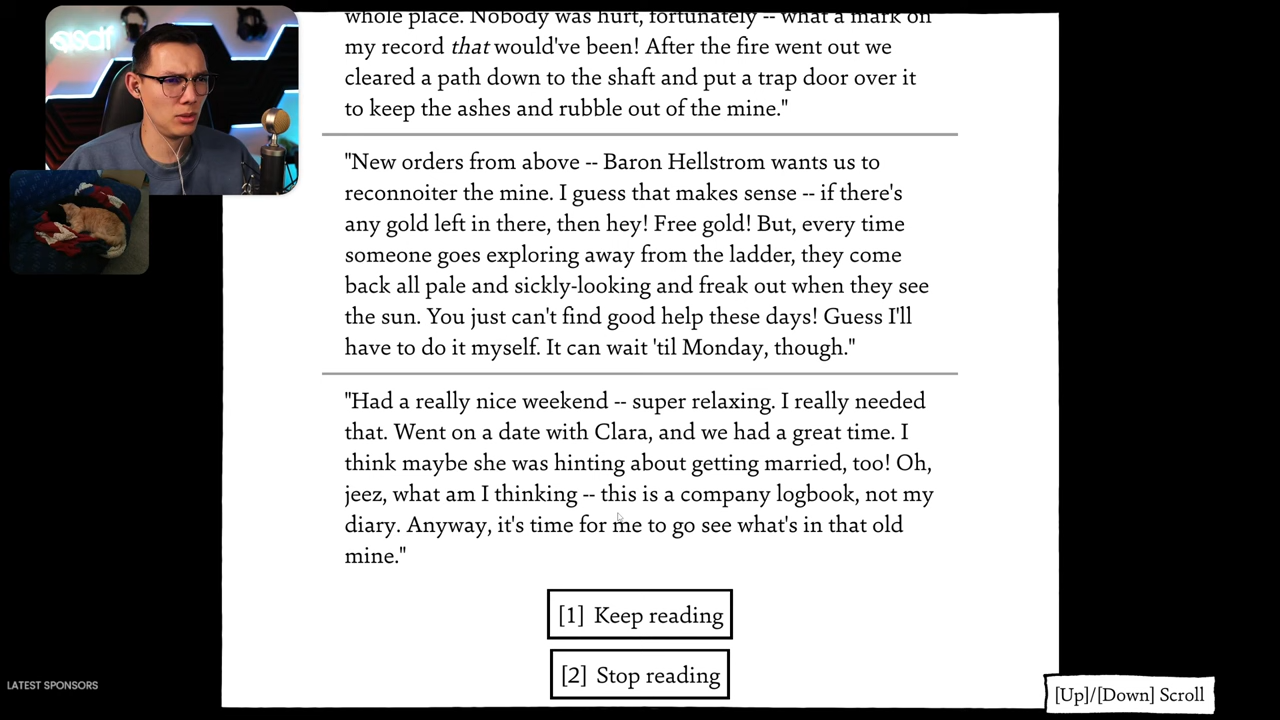 whole place. Nobody was hurt, fortunately -- what a mark on
my record that would've been! After the fire went out we
cleared a path down to the shaft and put a trap door over it
to keep the ashes and rubble out of the mine."
"New orders from above -- Baron Hellstrom wants us to
reconnoiter the mine. I guess that makes sense -- if there's
any gold left in there, then hey! Free gold! But, every time
someone goes exploring away from the ladder, they come
back all pale and sickly-looking and freak out when they see
the sun. You just can't find good help these days! Guess I'll
have to do it myself. It can wait 'til Monday, though."
"Had a really nice weekend -- super relaxing. I really needed
that. Went on a date with Clara, and we had a great time. I
think maybe she was hinting about getting married, too! Oh,
jeez, what am I thinking -- this is a company logbook, not my
diary. Anyway, it's time for me to go see what's in that old
mine."
[1] Keep reading
[2] Stop reading
LATEST SPONSORS
[Up]/[Down] Scroll